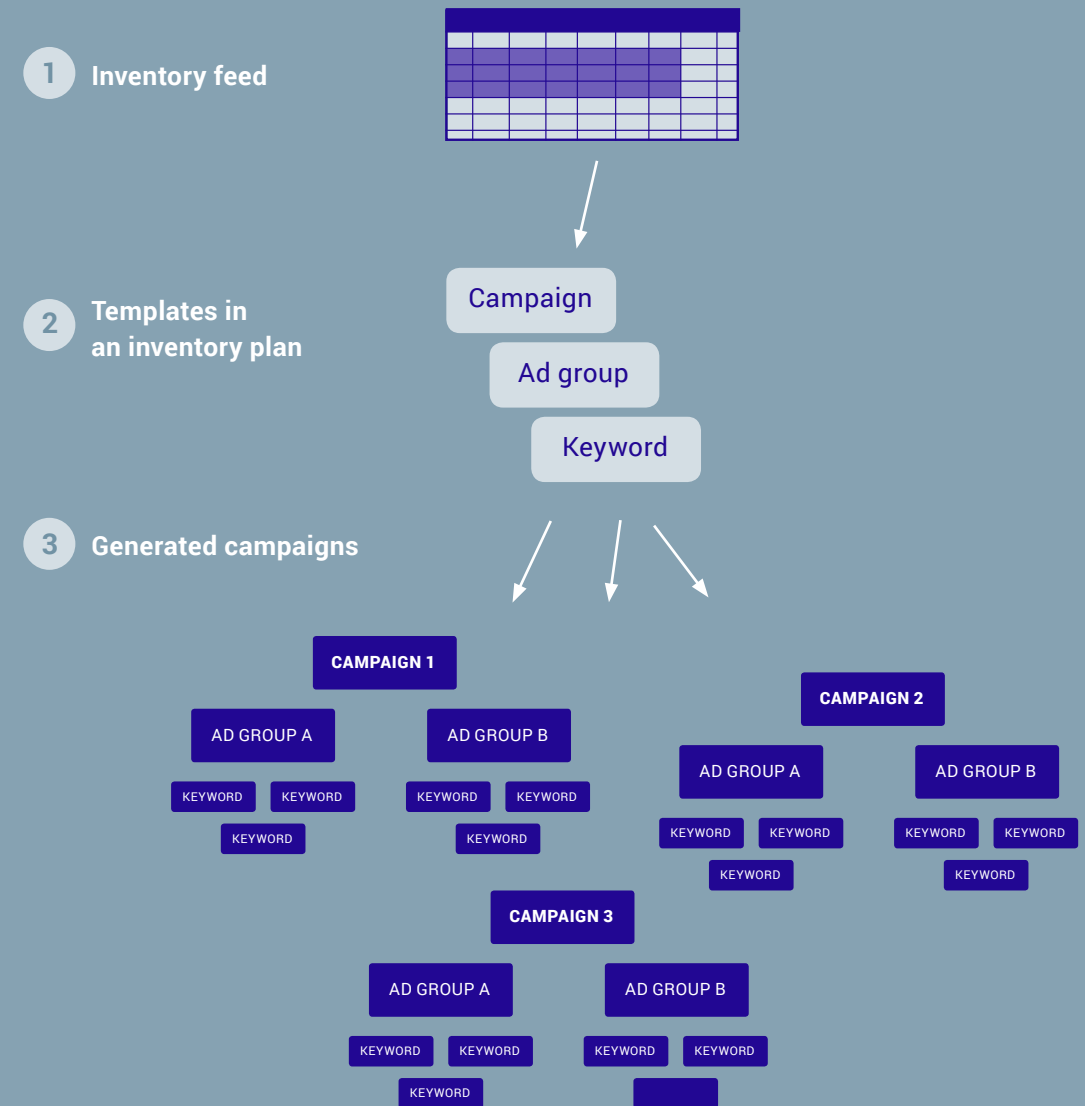 1 Inventory feed
2 Templates in
an inventory plan
Campaign
Ad group
Keyword
3 Generated campaigns
CAMPAIGN 1
AD GROUP A AD GROUP B
KEYWORD KEYWORD KEYWORD KEYWORD
KEYWORD KEYWORD
CAMPAIGN 2
AD GROUP A AD GROUP B
KEYWORD KEYWORD KEYWORD KEYWORD
KEYWORD KEYWORD
CAMPAIGN 3
AD GROUP A AD GROUP B
KEYWORD KEYWORD KEYWORD KEYWORD
KEYWORD